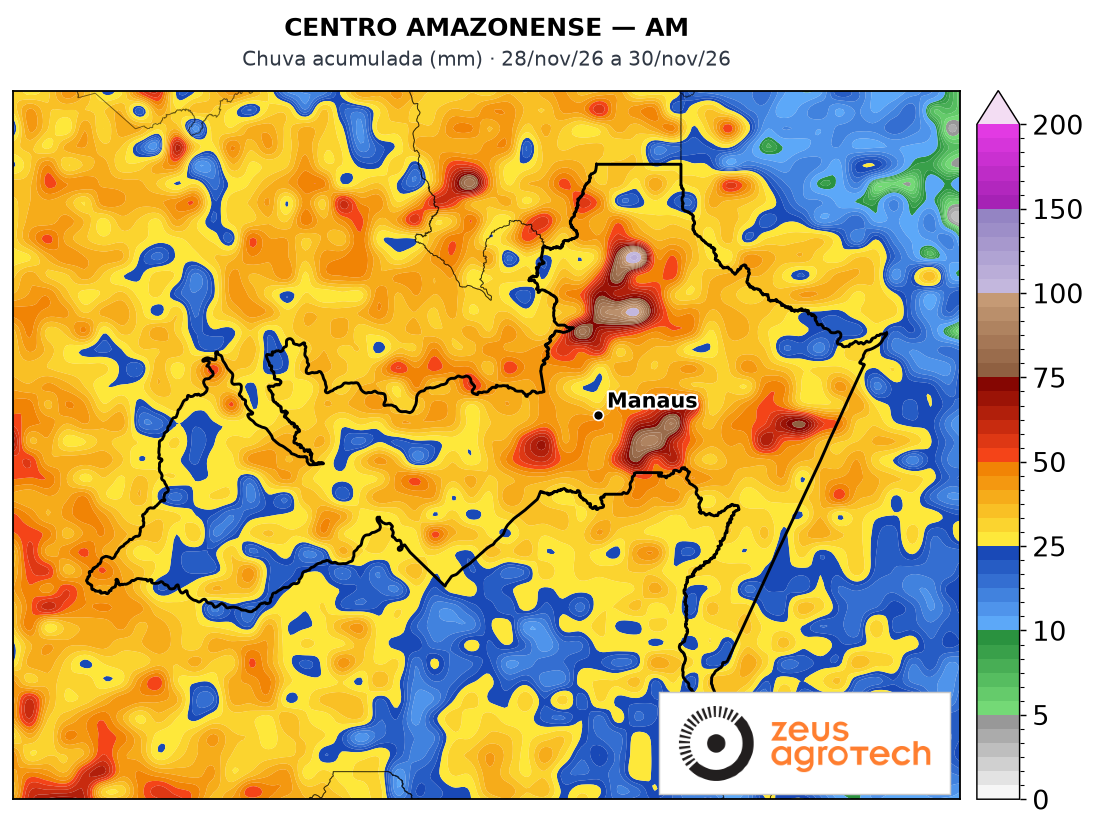 CENTRO AMAZONENSE — AM
Chuva acumulada (mm) · 28/nov/26 a 30/nov/26
200
150
100
75
50
25
10
5
0
Manaus
zeus
agrotech